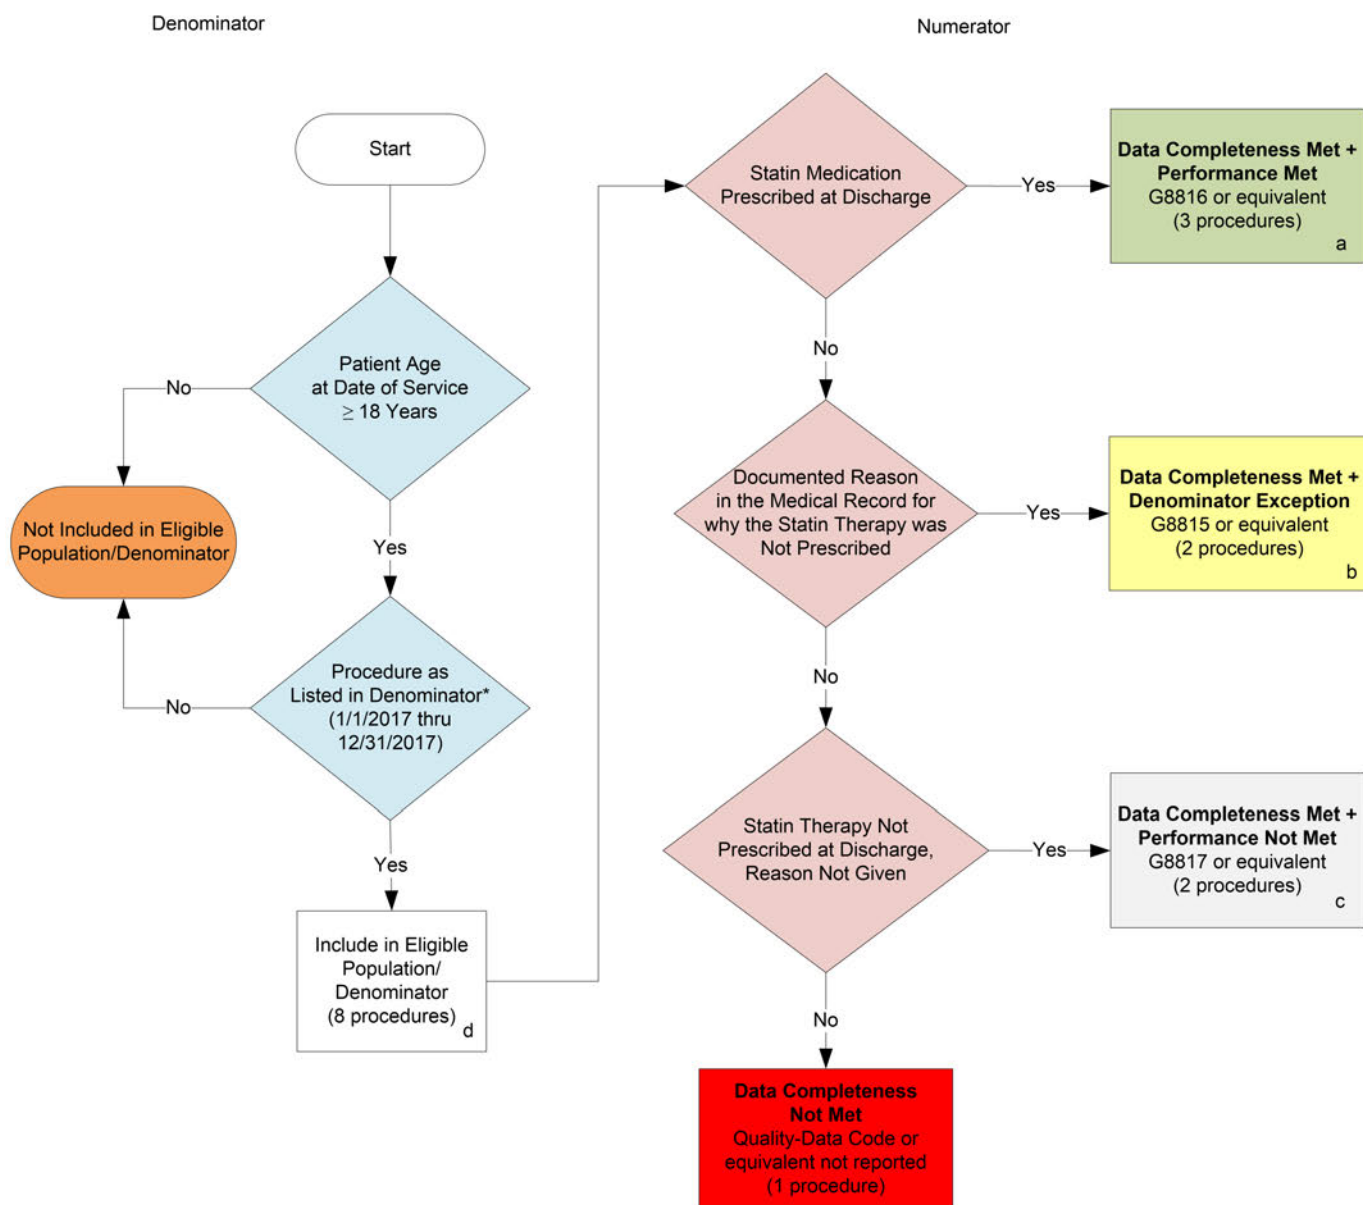 Denominator
Numerator
Start
Patient Age
at Date of Service
≥ 18 Years
No
Not Included in Eligible
Population/Denominator
Yes
Procedure as
Listed in Denominator*
(1/1/2017 thru
12/31/2017)
No
Yes
Include in Eligible
Population/
Denominator
(8 procedures)
d
Statin Medication
Prescribed at Discharge
Yes
Data Completeness Met +
Performance Met
G8816 or equivalent
(3 procedures)
a
No
Documented Reason
in the Medical Record for
why the Statin Therapy was
Not Prescribed
Yes
Data Completeness Met +
Denominator Exception
G8815 or equivalent
(2 procedures)
b
No
Statin Therapy Not
Prescribed at Discharge,
Reason Not Given
Yes
Data Completeness Met +
Performance Not Met
G8817 or equivalent
(2 procedures)
c
No
Data Completeness
Not Met
Quality-Data Code or
equivalent not reported
(1 procedure)